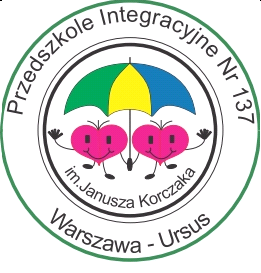 Przedszkole Integracyjne Nr 137
im.Janusza Korczaka
Warszawa - Ursus